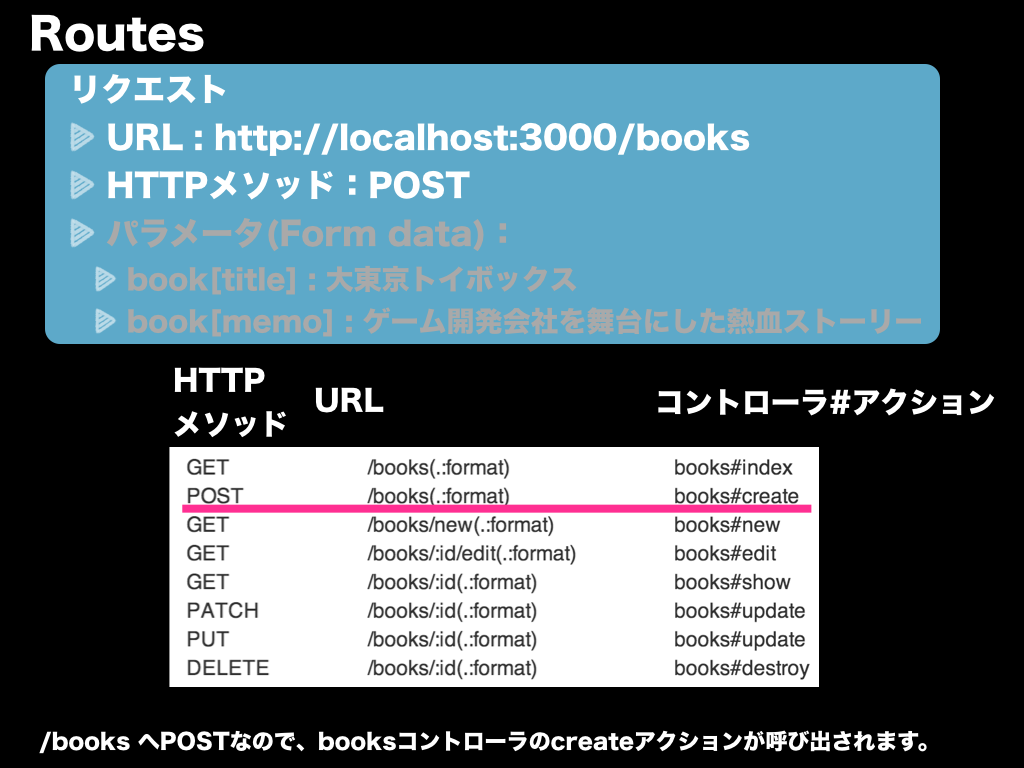 Routes
リクエスト
URL : http://localhost:3000/books
HTTPメソッド：POST
パラメータ(Form data)：
book[title] : 大東京トイボックス
book[memo] : ゲーム開発会社を舞台にした熱血ストーリー
HTTP
メソッド
URL
コントローラ#アクション
GET /books(.:format) books#index
POST /books(.:format) books#create
GET /books/new(.:format) books#new
GET /books/:id/edit(.:format) books#edit
GET /books/:id(.:format) books#show
PATCH /books/:id(.:format) books#update
PUT /books/:id(.:format) books#update
DELETE /books/:id(.:format) books#destroy
/books へPOSTなので、booksコントローラのcreateアクションが呼び出されます。